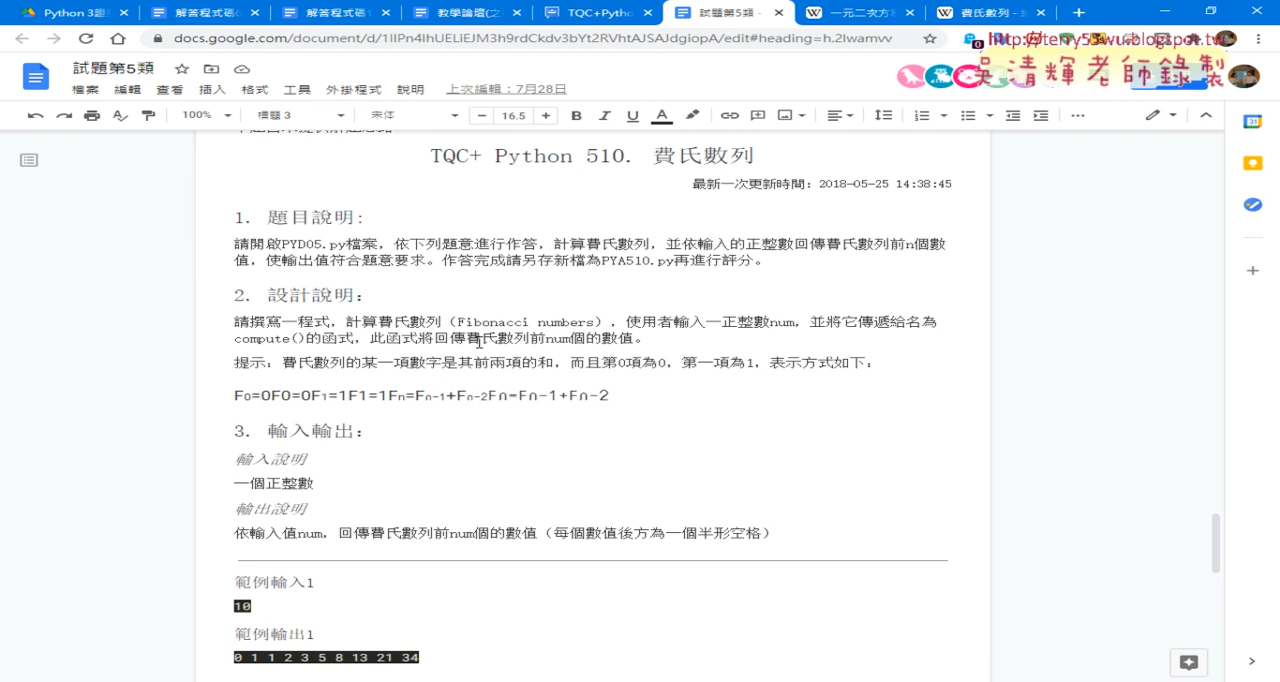 Python 3證
解答程式碼
解答程式碼1
教學論壇(之
TQC+Pytho
試題第5類 -
一元二次方
費氏數列 -
docs.google.com/document/d/1IIPn4lhUELiEJM3h9rdCkdv3bYt2RVhtAJSAJdgiopA/edit#heading=h.2lwamvv
http://terry55wu.blogspot.tw
吳清輝老師錄製
試題第5類
檔案 編輯 查看 插入 格式 工具 外掛程式 說明 上次編輯：7月28日
100% 標題 3 宋体 16.5 B I U A
TQC+ Python 510. 費氏數列
最新一次更新時間：2018-05-25 14:38:45
1. 題目說明:
請開啟PYD05.py檔案，依下列題意進行作答，計算費氏數列，並依輸入的正整數回傳費氏數列前n個數
值，使輸出值符合題意要求。作答完成請另存新檔為PYA510.py再進行評分。
2. 設計說明：
請撰寫一程式，計算費氏數列（Fibonacci numbers），使用者輸入一正整數num，並將它傳遞給名為
compute()的函式，此函式將回傳費氏數列前num個的數值。
提示：費氏數列的某一項數字是其前兩項的和，而且第0項為0，第一項為1，表示方式如下：
F0=0F0=0F1=1F1=1Fn=Fn-1+Fn-2Fn=Fn-1+Fn-2
3. 輸入輸出：
輸入說明
一個正整數
輸出說明
依輸入值num，回傳費氏數列前num個的數值（每個數值後方為一個半形空格）
範例輸入1
10
範例輸出1
0 1 1 2 3 5 8 13 21 34